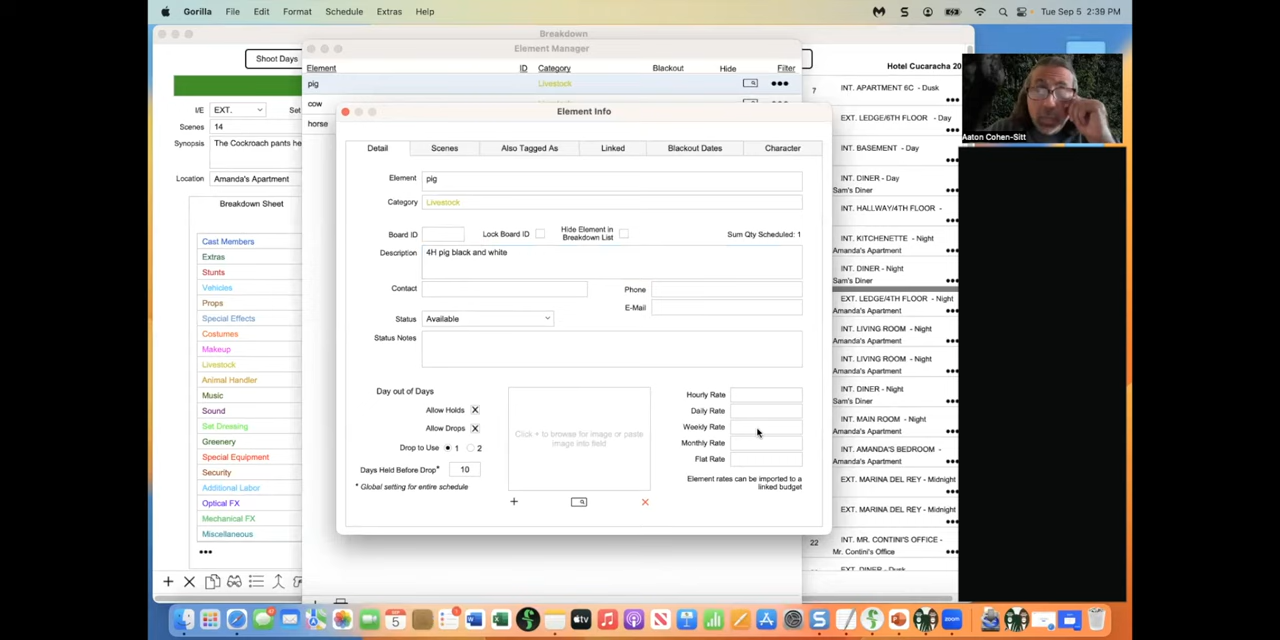 Gorilla File Edit Format Schedule Extras Help
Tue Sep 5 2:39 PM
Breakdown
Element Manager
Shoot Days
Hotel Cucaracha 20
Element ID Category Blackout Hide Filter
pig Livestock
cow
horse
I/E EXT. Set
Scenes 14
Synopsis The Cockroach pants he
Location Amanda's Apartment
Breakdown Sheet
Cast Members
Extras
Stunts
Vehicles
Props
Special Effects
Costumes
Makeup
Livestock
Animal Handler
Music
Sound
Set Dressing
Greenery
Special Equipment
Security
Additional Labor
Optical FX
Mechanical FX
Miscellaneous
Element Info
Detail Scenes Also Tagged As Linked Blackout Dates Character
Element pig
Category Livestock
Board ID Lock Board ID Hide Element in
Breakdown List Sum Qty Scheduled: 1
Description 4H pig black and white
Contact Phone
E-Mail
Status Available
Status Notes
Day out of Days
Allow Holds X
Allow Drops X
Drop to Use 1 2
Days Held Before Drop* 10
* Global setting for entire schedule
Click + to browse for image or paste
image into field
Hourly Rate
Daily Rate
Weekly Rate
Monthly Rate
Flat Rate
Element rates can be imported to a
linked budget
7 INT. APARTMENT 6C - Dusk
EXT. LEDGE/6TH FLOOR - Day
INT. BASEMENT - Day
INT. DINER - Day
Sam's Diner
INT. HALLWAY/4TH FLOOR -
INT. KITCHENETTE - Night
Amanda's Apartment
INT. DINER - Night
Sam's Diner
EXT. LEDGE/4TH FLOOR - Night
Amanda's Apartment
INT. LIVING ROOM - Night
Amanda's Apartment
INT. LIVING ROOM - Night
Amanda's Apartment
INT. DINER - Night
Sam's Diner
INT. MAIN ROOM - Night
Amanda's Apartment
INT. AMANDA'S BEDROOM -
Amanda's Apartment
EXT. MARINA DEL REY - Midnight
EXT. MARINA DEL REY - Midnight
22 INT. MR. CONTINI'S OFFICE -
Mr. Contini's Office
EXT. DINER - Dusk
Aaton Cohen-Sitt
SEP
5
tv
zoom